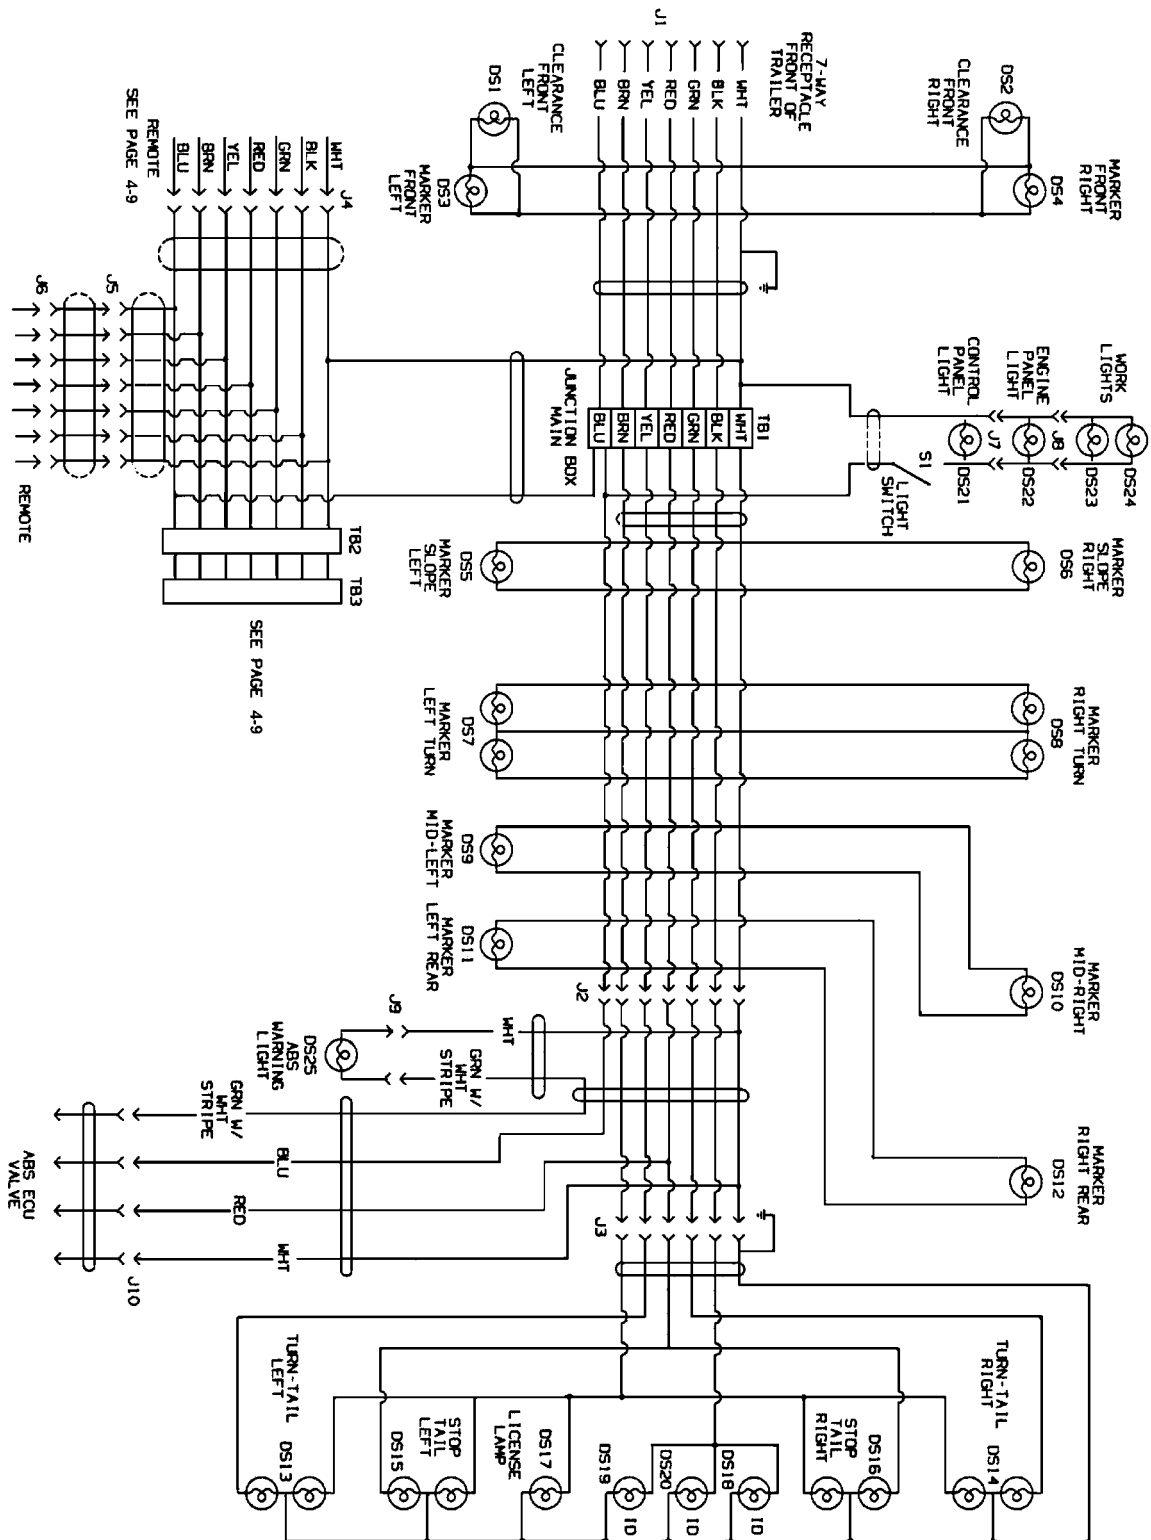 J1
7-WAY
RECEPTACLE
FRONT OF
TRAILER
WHT
BLK
GRN
RED
YEL
BRN
BLU
DS2
CLEARANCE
FRONT
RIGHT
DS1
CLEARANCE
FRONT
LEFT
MARKER
FRONT
RIGHT
DS4
DS3
MARKER
FRONT
LEFT
J4
WHT
BLK
GRN
RED
YEL
BRN
BLU
REMOTE
SEE PAGE 4-9
J5
J6
REMOTE
WORK
LIGHTS
ENGINE
PANEL
LIGHT
CONTROL
PANEL
LIGHT
J8
J7
DS24
DS23
DS22
DS21
S1
LIGHT
SWITCH
TB1
WHT
BLK
GRN
RED
YEL
BRN
BLU
MAIN
JUNCTION BOX
TB2
TB3
SEE PAGE 4-9
MARKER
SLOPE
RIGHT
DS6
DS5
MARKER
SLOPE
LEFT
MARKER
RIGHT TURN
DS8
DS7
MARKER
LEFT TURN
DS9
MARKER
MID-LEFT
MARKER
MID-RIGHT
DS10
DS11
MARKER
LEFT REAR
MARKER
RIGHT REAR
DS12
J2
J9
WHT
GRN W/
WHT
STRIPE
DS25
ABS
WARNING
LIGHT
GRN W/
WHT
STRIPE
BLU
RED
WHT
J10
ABS ECU
VALVE
J3
TURN-TAIL
RIGHT
DS14
STOP
TAIL
RIGHT
DS16
DS18
ID
DS20
ID
DS19
ID
LICENSE
LAMP
DS17
STOP
TAIL
LEFT
DS15
TURN-TAIL
LEFT
DS13